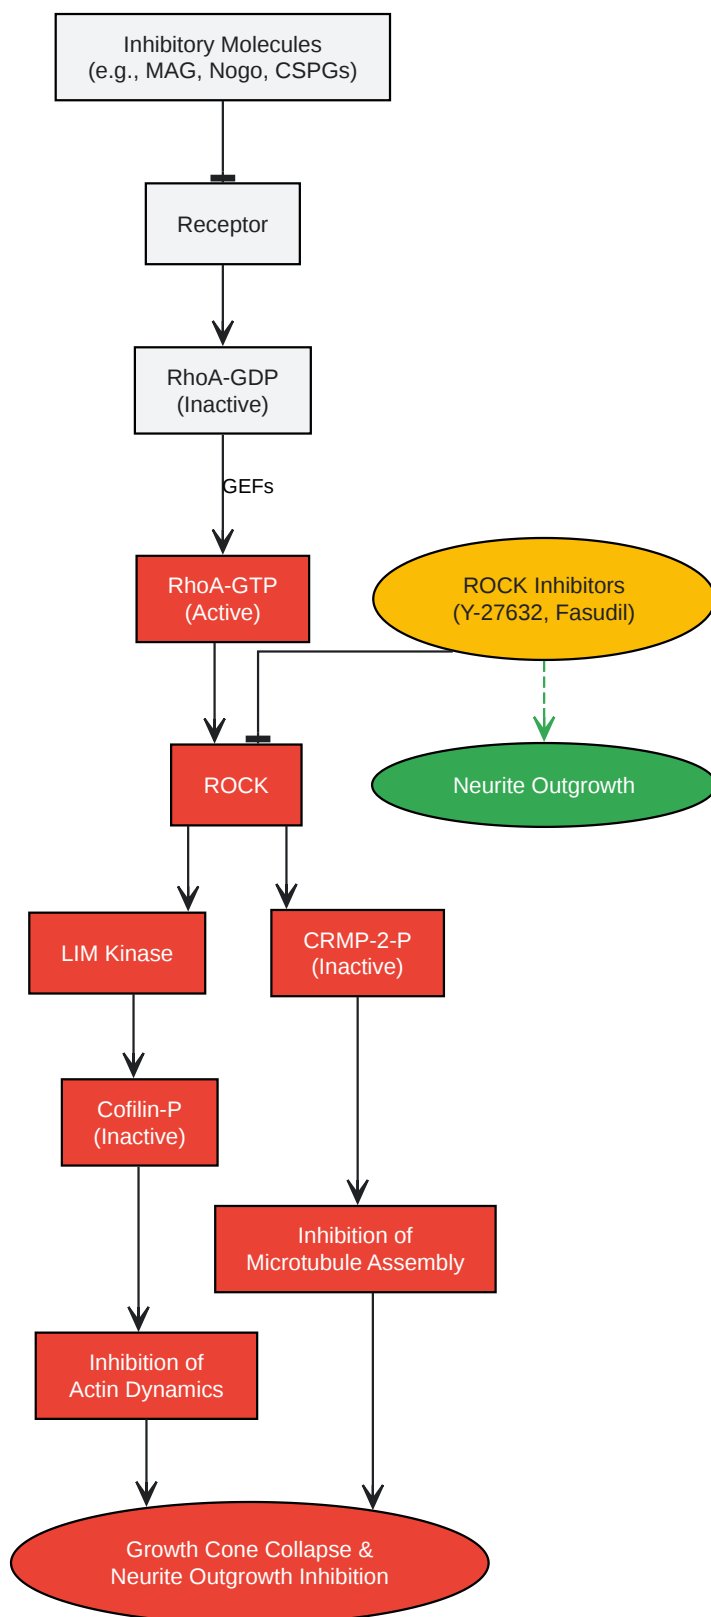 Inhibitory Molecules
(e.g., MAG, Nogo, CSPGs)
Receptor
RhoA-GDP
(Inactive)
GEFs
RhoA-GTP
(Active)
ROCK Inhibitors
(Y-27632, Fasudil)
ROCK
Neurite Outgrowth
LIM Kinase
CRMP-2-P
(Inactive)
Cofilin-P
(Inactive)
Inhibition of
Microtubule Assembly
Inhibition of
Actin Dynamics
Growth Cone Collapse &
Neurite Outgrowth Inhibition